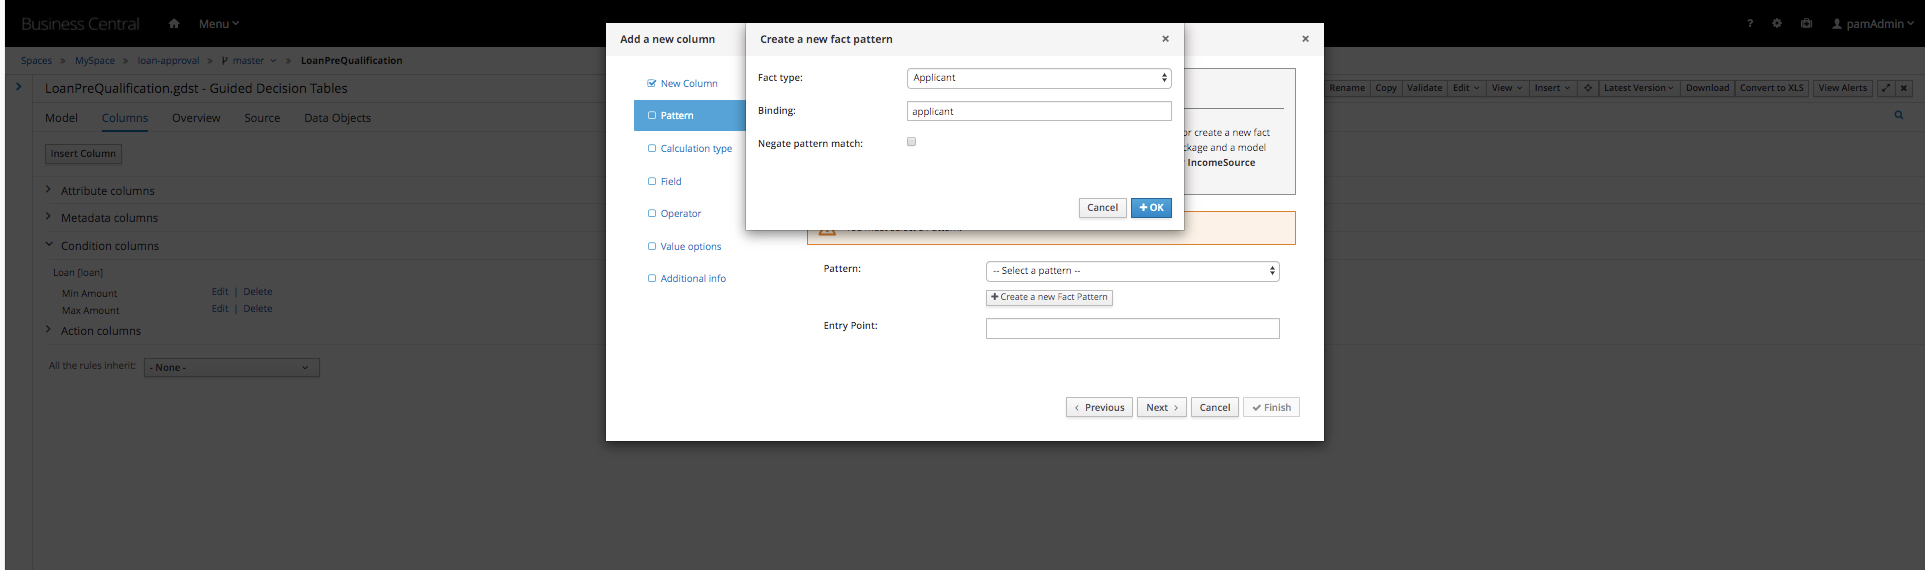 Business Central Menu ? pamAdmin
Spaces » MySpace » loan-approval » master » LoanPreQualification
LoanPreQualification.gdst - Guided Decision Tables
Rename Copy Validate Edit View Insert Latest Version Download Convert to XLS View Alerts
Model Columns Overview Source Data Objects
Insert Column
Attribute columns
Metadata columns
Condition columns
Loan [loan]
Min Amount Edit | Delete
Max Amount Edit | Delete
Action columns
All the rules inherit: - None -
Add a new column
New Column
Pattern
Calculation type
Field
Operator
Value options
Additional info
Create a new fact pattern
Fact type: Applicant
Binding: applicant
Negate pattern match:
Cancel + OK
or create a new fact
and a model
IncomeSource
Pattern: -- Select a pattern --
+ Create a new Fact Pattern
Entry Point:
< Previous Next > Cancel Finish